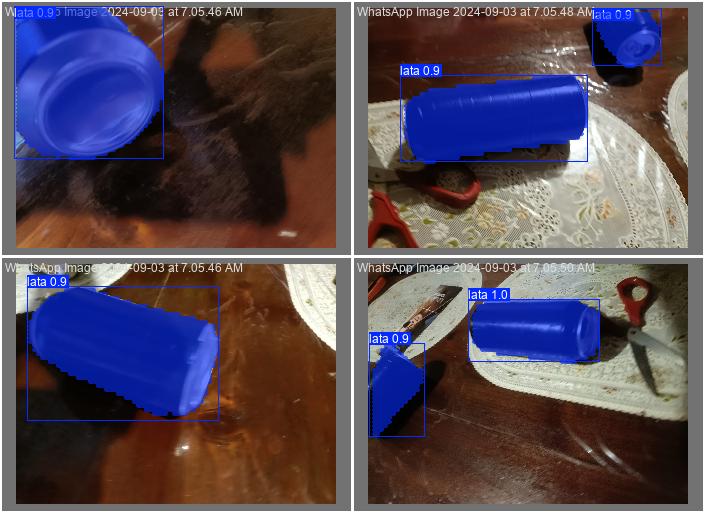 WhatsApp Image 2024-09-03 at 7.05.46 AM
lata 0.9
WhatsApp Image 2024-09-03 at 7.05.48 AM
lata 0.9
lata 0.9
WhatsApp Image 2024-09-03 at 7.05.46 AM
lata 0.9
WhatsApp Image 2024-09-03 at 7.05.50 AM
lata 1.0
lata 0.9